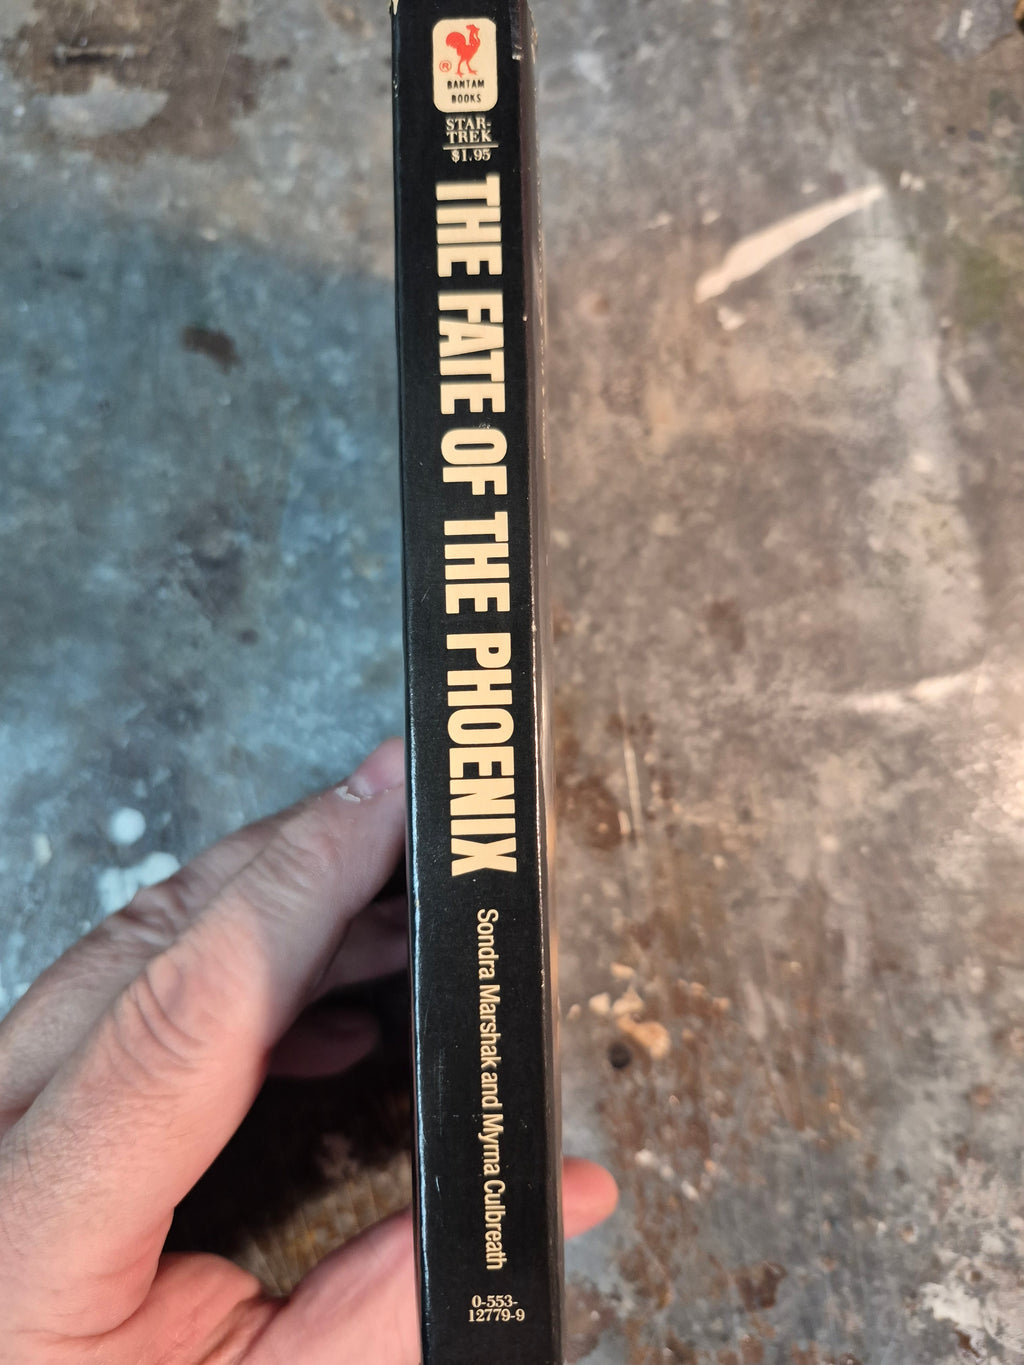 ®
BANTAM
BOOKS
STAR-
TREK
$1.95
THE FATE OF THE PHOENIX
Sondra Marshak and Myrna Culbreath
0-553-
12779-9